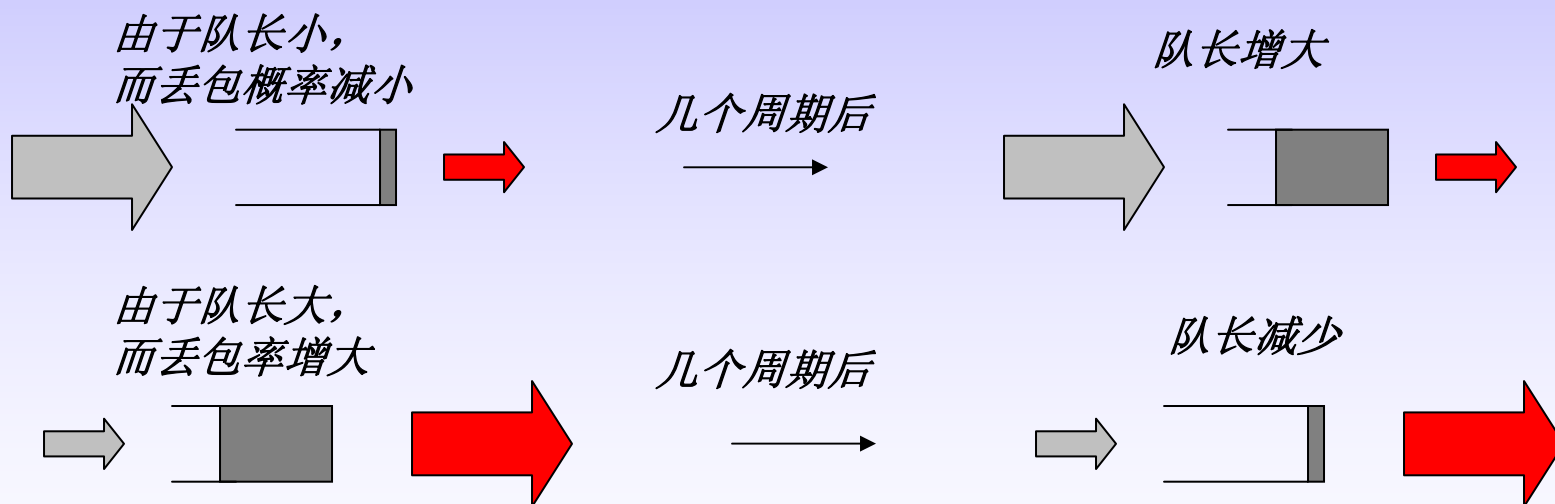 由于队长小，
而丢包概率减小
几个周期后
队长增大
由于队长大，
而丢包率增大
几个周期后
队长减少